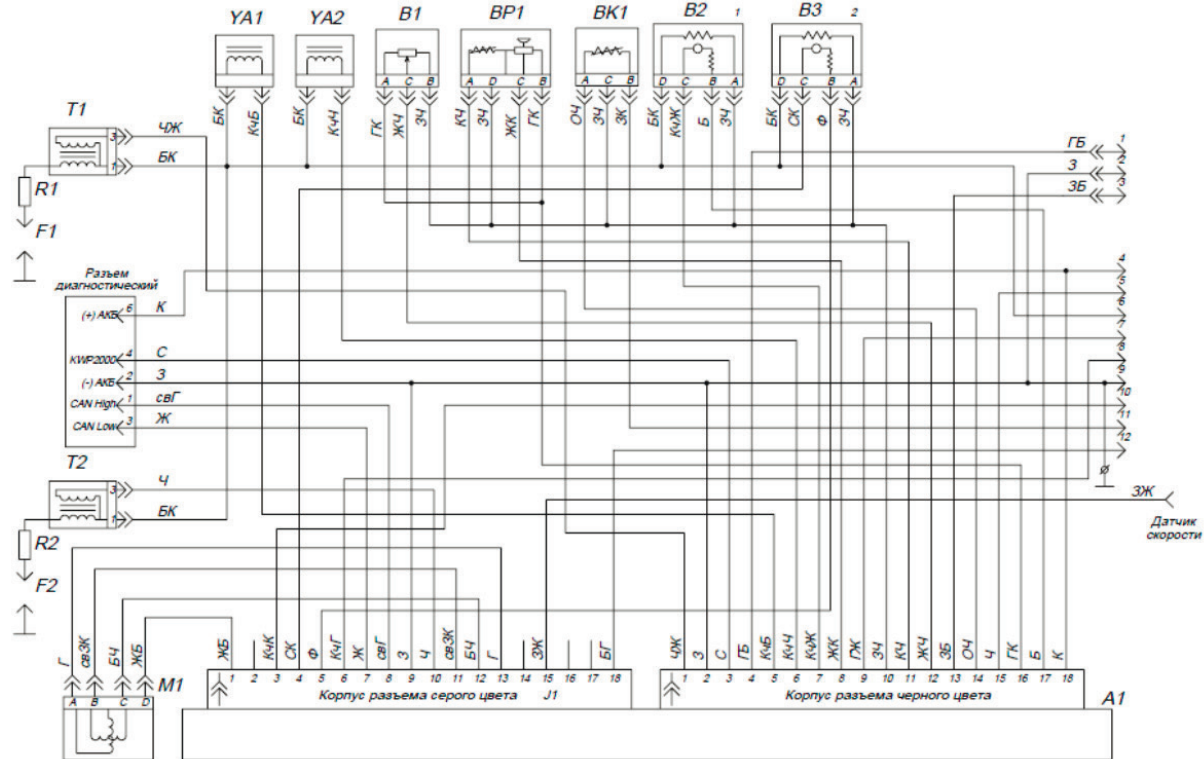 YA1 YA2 B1 BP1 BK1 B2 1 B3 2
A C B A D C B A C B D C B A D C B A
БК КчБ БК КчЧ ГК ЖЧ ЗЧ КЧ ЗЧ ЖК ГК ОЧ ЗЧ ЗК БК КчЖ Б ЗЧ БК СК Ф ЗЧ
T1
3 ЧЖ
1 БК
R1
F1
ГБ 1
З 2
ЗБ 3
4
5
6
7
8
9
10
11
12
Разъем
диагностический
(+) АКБ 6 К
KWP2000 4 С
(-) АКБ 2 З
CAN High 1 свГ
CAN Low 3 Ж
T2
3 Ч
1 БК
R2
F2
ЗЖ
Датчик
скорости
Г свЗК БЧ ЖБ
A B C D
M1
ЖБ КчК СК Ф КчГ Ж свГ З Ч свЗК БЧ Г ЗЖ БГ
1 2 3 4 5 6 7 8 9 10 11 12 13 14 15 16 17 18
Корпус разъема серого цвета J1
ЧЖ З С ГБ КчБ КчЧ КчЖ ЖК ГЖ ЗЧ КЧ ЖЧ ЗБ ОЧ Ч ГК Б К
1 2 3 4 5 6 7 8 9 10 11 12 13 14 15 16 17 18
Корпус разъема черного цвета
A1